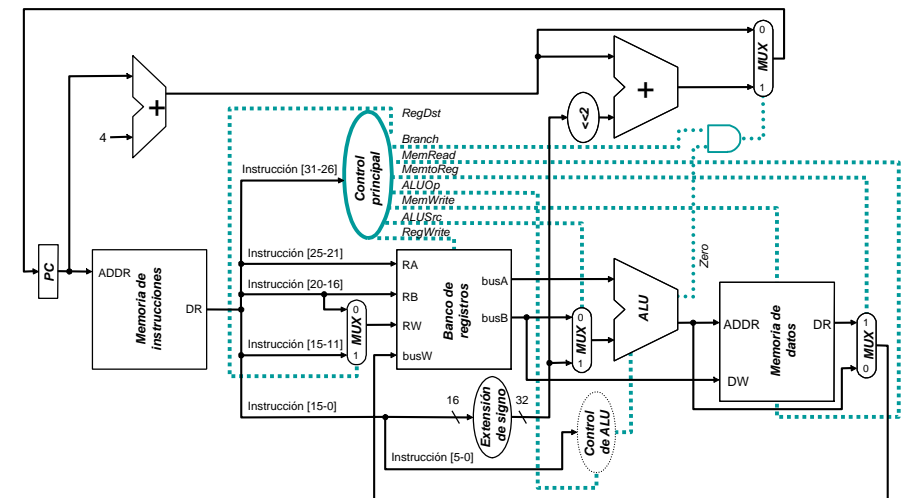 0
MUX
1
+
+
<<2
4
RegDst
Branch
MemRead
MemtoReg
ALUOp
MemWrite
ALUSrc
RegWrite
Control
principal
Instrucción [31-26]
Zero
PC
ADDR
Memoria de
instrucciones
DR
Instrucción [25-21]
Instrucción [20-16]
Instrucción [15-11]
0
MUX
1
RA
RB
RW
busW
Banco de
registros
busA
busB
0
MUX
1
ALU
ADDR
DW
Memoria de
datos
DR
1
MUX
0
Instrucción [15-0]
16
Extensión
de signo
32
Control
de ALU
Instrucción [5-0]